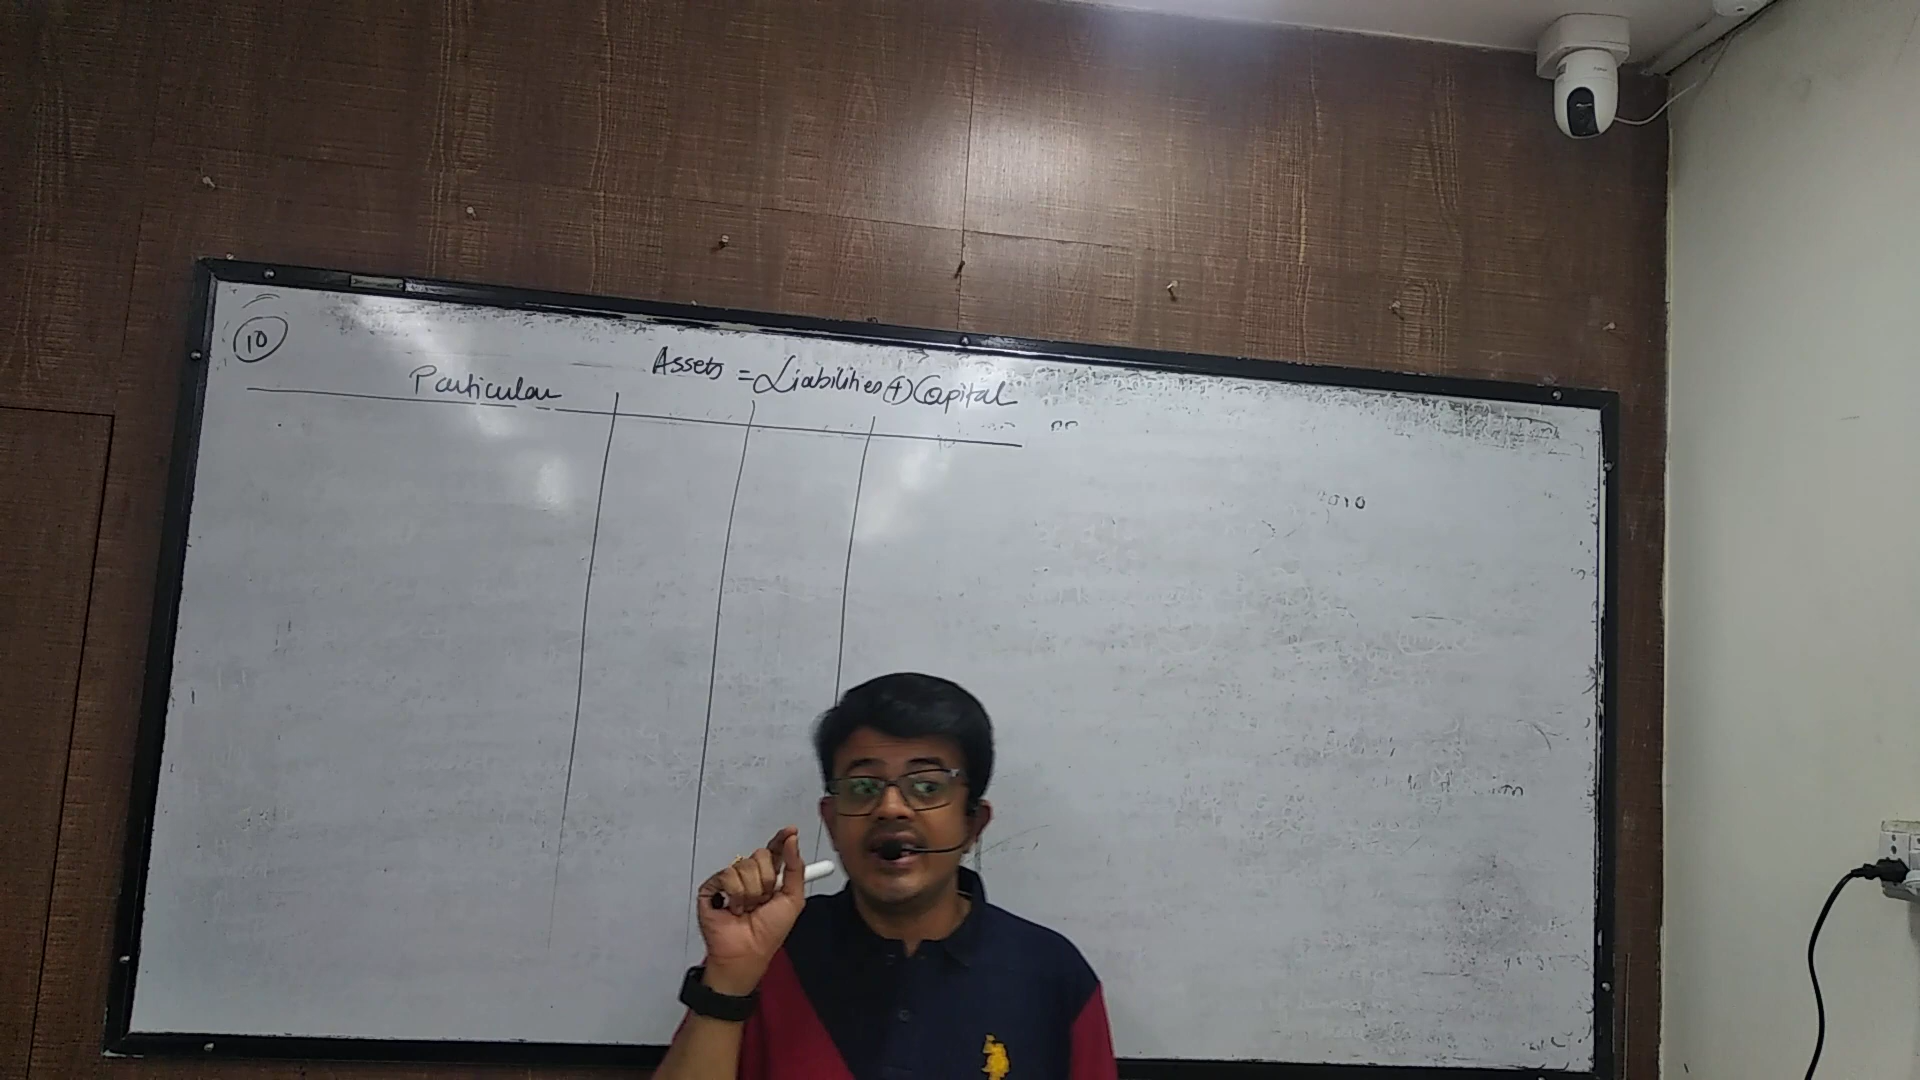 10
Particular Assets = Liabilities + Capital